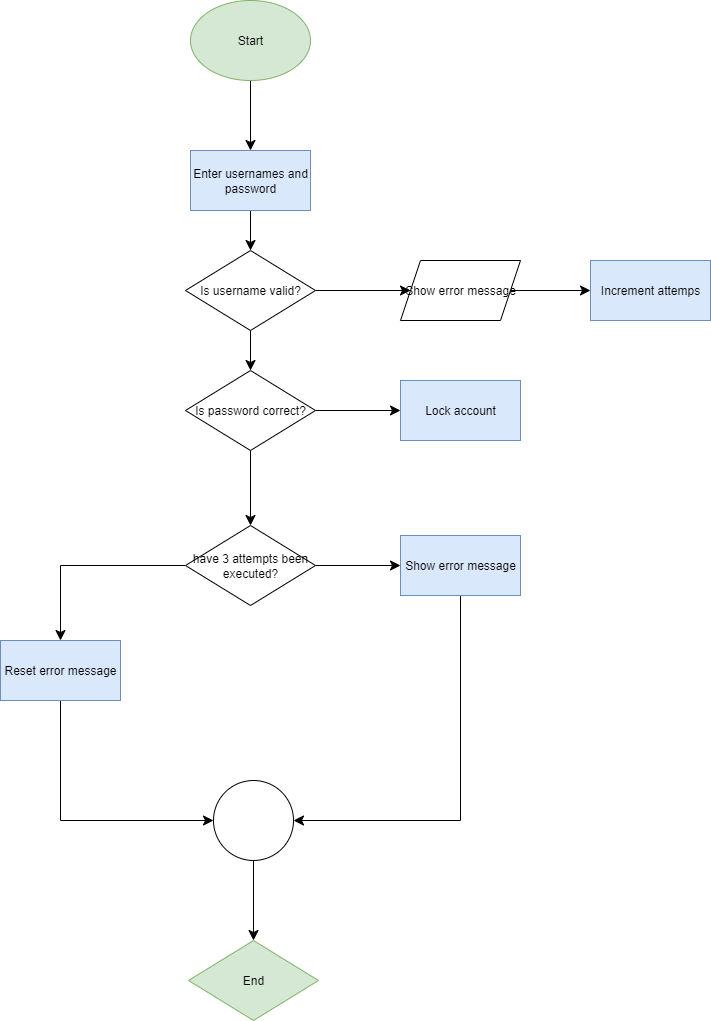 Start
Enter usernames and
password
Is username valid?
Show error message
Increment attemps
Is password correct?
Lock account
have 3 attempts been
executed?
Show error message
Reset error message
End